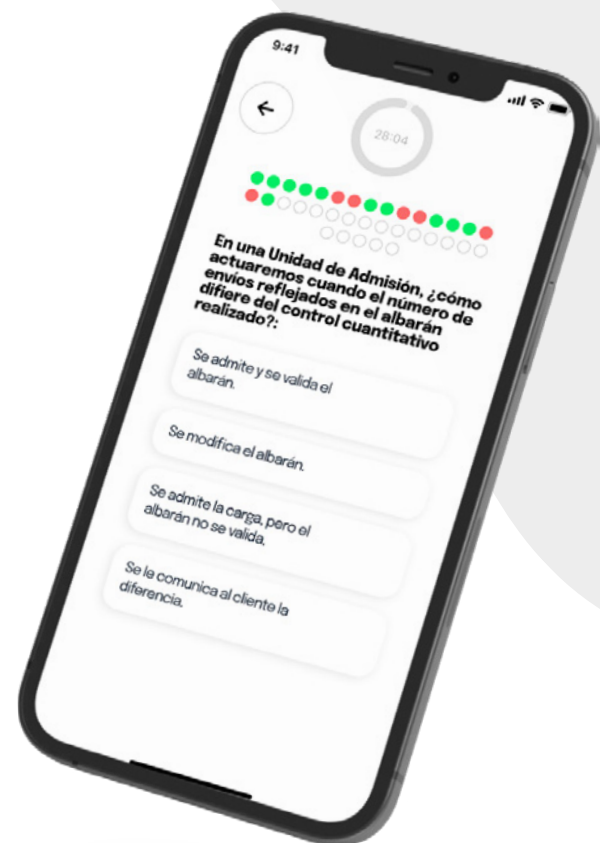 9:41
28:04
En una Unidad de Admisión, ¿cómo
actuaremos cuando el número de
envíos reflejados en el albarán
difiere del control cuantitativo
realizado?:
Se admite y se valida el
albarán.
Se modifica el albarán.
Se admite la carga, pero el
albarán no se valida.
Se le comunica al cliente la
diferencia.